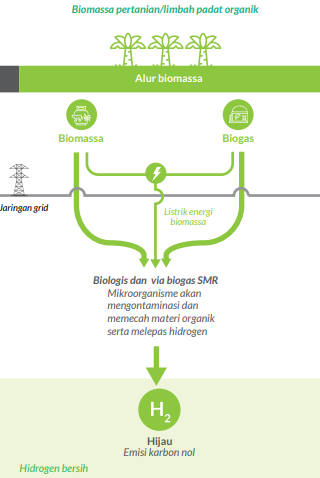 Biomassa pertanian/limbah padat organik
Alur biomassa
Biomassa
Biogas
Jaringan grid
Listrik energi
biomassa
Biologis dan via biogas SMR
Mikroorganisme akan
mengontaminasi dan
memecah materi organik
serta melepas hidrogen
H2
Hijau
Emisi karbon nol
Hidrogen bersih